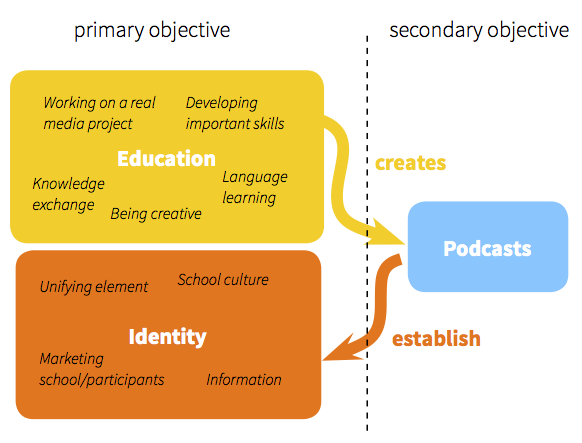 primary objective
secondary objective
Working on a real
media project
Developing
important skills
Education
Knowledge
exchange
Being creative
Language
learning
creates
Podcasts
Unifying element
School culture
Identity
establish
Marketing
school/participants
Information